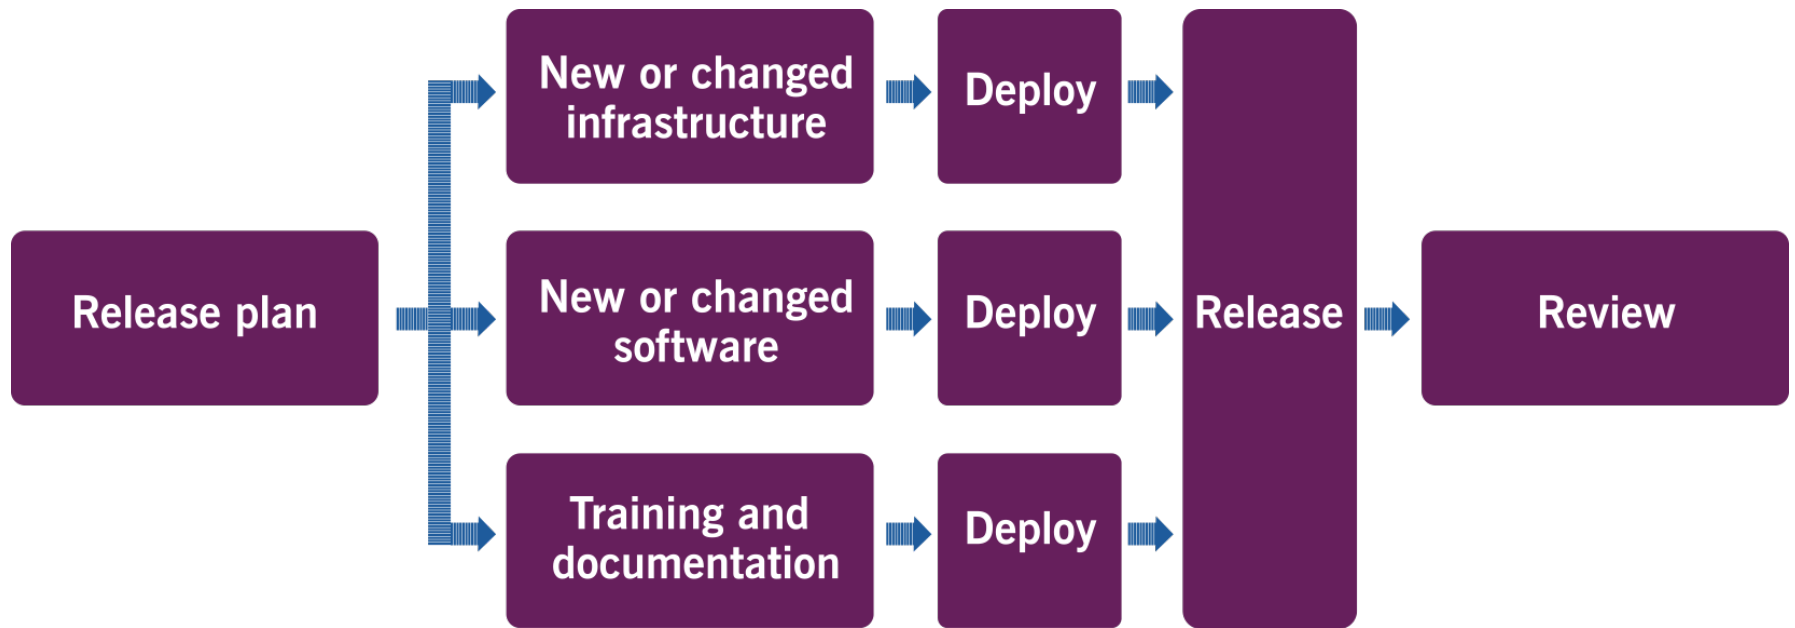 Release plan
New or changed
infrastructure
Deploy
New or changed
software
Deploy
Training and
documentation
Deploy
Release
Review